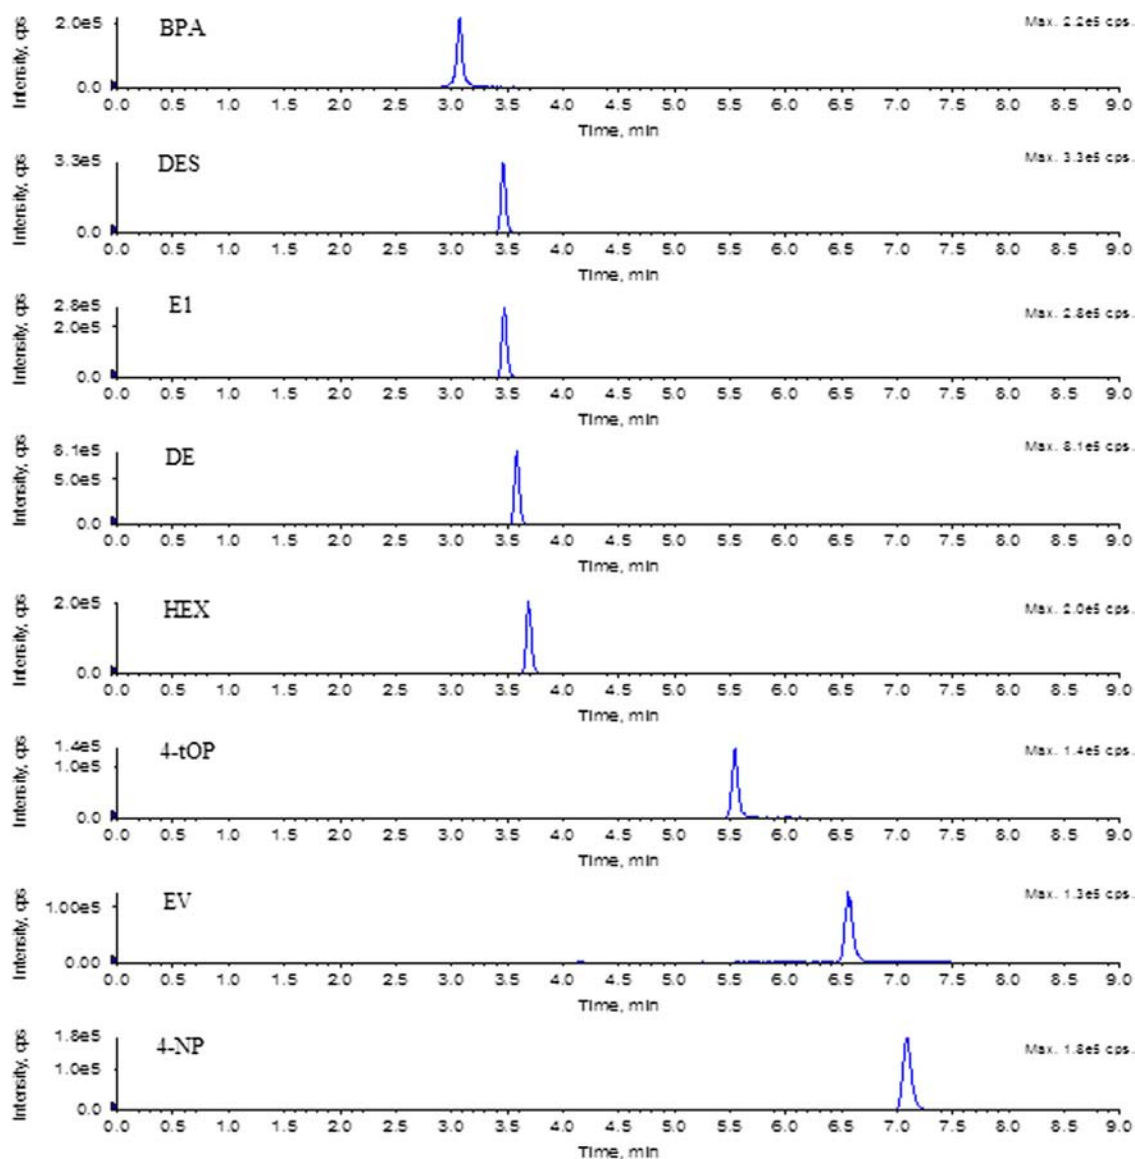 Intensity, cps
2.0e5
0.0
BPA
Max. 2.2e5 cps.
0.0 0.5 1.0 1.5 2.0 2.5 3.0 3.5 4.0 4.5 5.0 5.5 6.0 6.5 7.0 7.5 8.0 8.5 9.0
Time, min
Intensity, cps
3.3e5
0.0
DES
Max. 3.3e5 cps.
0.0 0.5 1.0 1.5 2.0 2.5 3.0 3.5 4.0 4.5 5.0 5.5 6.0 6.5 7.0 7.5 8.0 8.5 9.0
Time, min
Intensity, cps
2.8e5
2.0e5
0.0
E1
Max. 2.8e5 cps.
0.0 0.5 1.0 1.5 2.0 2.5 3.0 3.5 4.0 4.5 5.0 5.5 6.0 6.5 7.0 7.5 8.0 8.5 9.0
Time, min
Intensity, cps
8.1e5
5.0e5
0.0
DE
Max. 8.1e5 cps.
0.0 0.5 1.0 1.5 2.0 2.5 3.0 3.5 4.0 4.5 5.0 5.5 6.0 6.5 7.0 7.5 8.0 8.5 9.0
Time, min
Intensity, cps
2.0e5
0.0
HEX
Max. 2.0e5 cps.
0.0 0.5 1.0 1.5 2.0 2.5 3.0 3.5 4.0 4.5 5.0 5.5 6.0 6.5 7.0 7.5 8.0 8.5 9.0
Time, min
Intensity, cps
1.4e5
1.0e5
0.0
4-tOP
Max. 1.4e5 cps.
0.0 0.5 1.0 1.5 2.0 2.5 3.0 3.5 4.0 4.5 5.0 5.5 6.0 6.5 7.0 7.5 8.0 8.5 9.0
Time, min
Intensity, cps
1.00e5
0.00
EV
Max. 1.3e5 cps.
0.0 0.5 1.0 1.5 2.0 2.5 3.0 3.5 4.0 4.5 5.0 5.5 6.0 6.5 7.0 7.5 8.0 8.5 9.0
Time, min
Intensity, cps
1.8e5
1.0e5
0.0
4-NP
Max. 1.8e5 cps.
0.0 0.5 1.0 1.5 2.0 2.5 3.0 3.5 4.0 4.5 5.0 5.5 6.0 6.5 7.0 7.5 8.0 8.5 9.0
Time, min